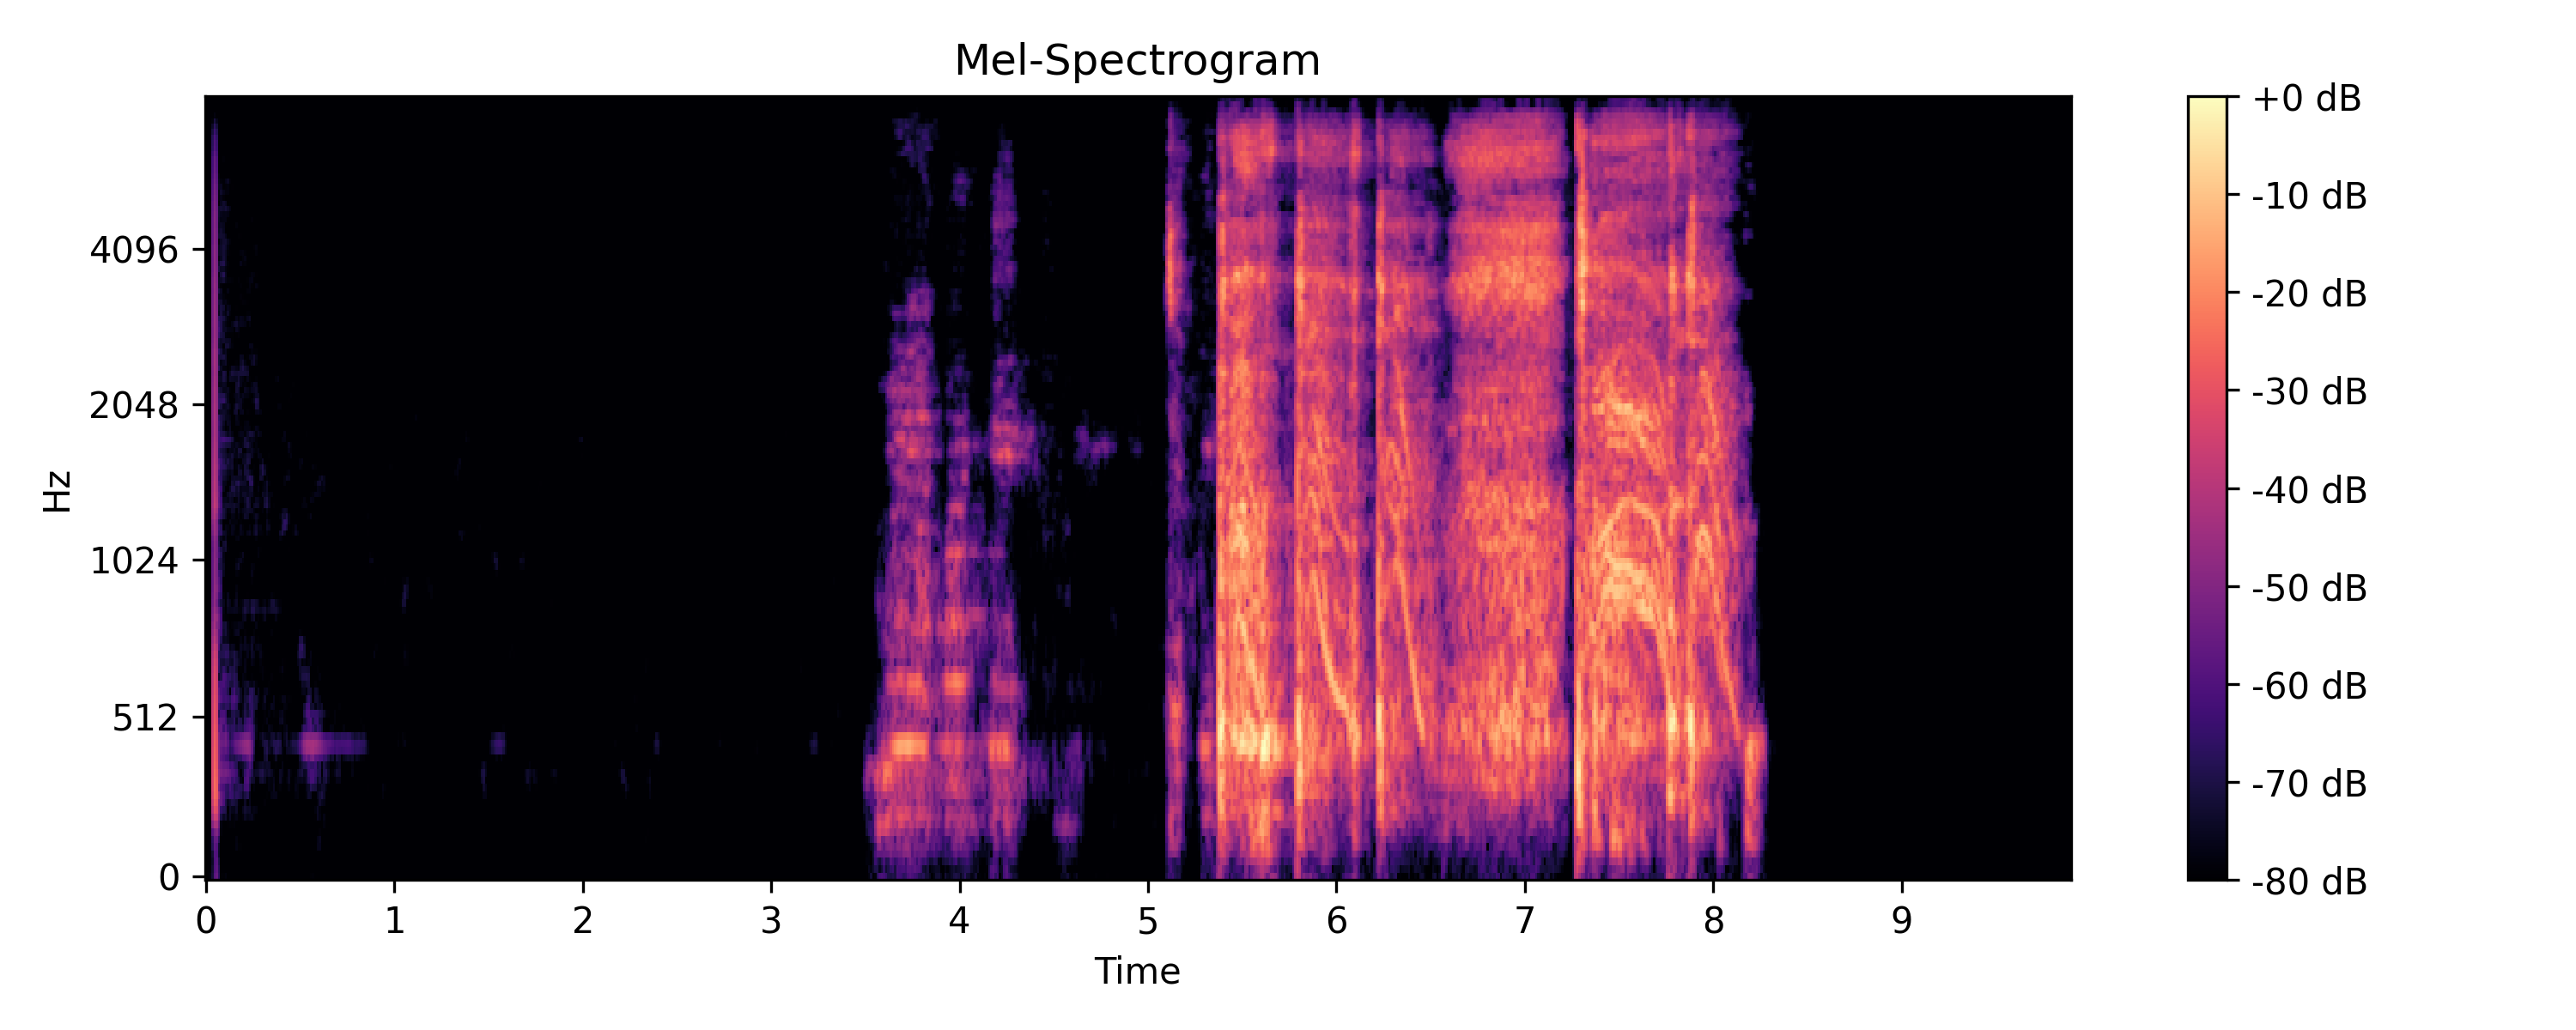 Mel-Spectrogram
+0 dB
-10 dB
-20 dB
-30 dB
-40 dB
-50 dB
-60 dB
-70 dB
-80 dB
Hz
4096
2048
1024
512
0
0 1 2 3 4 5 6 7 8 9
Time